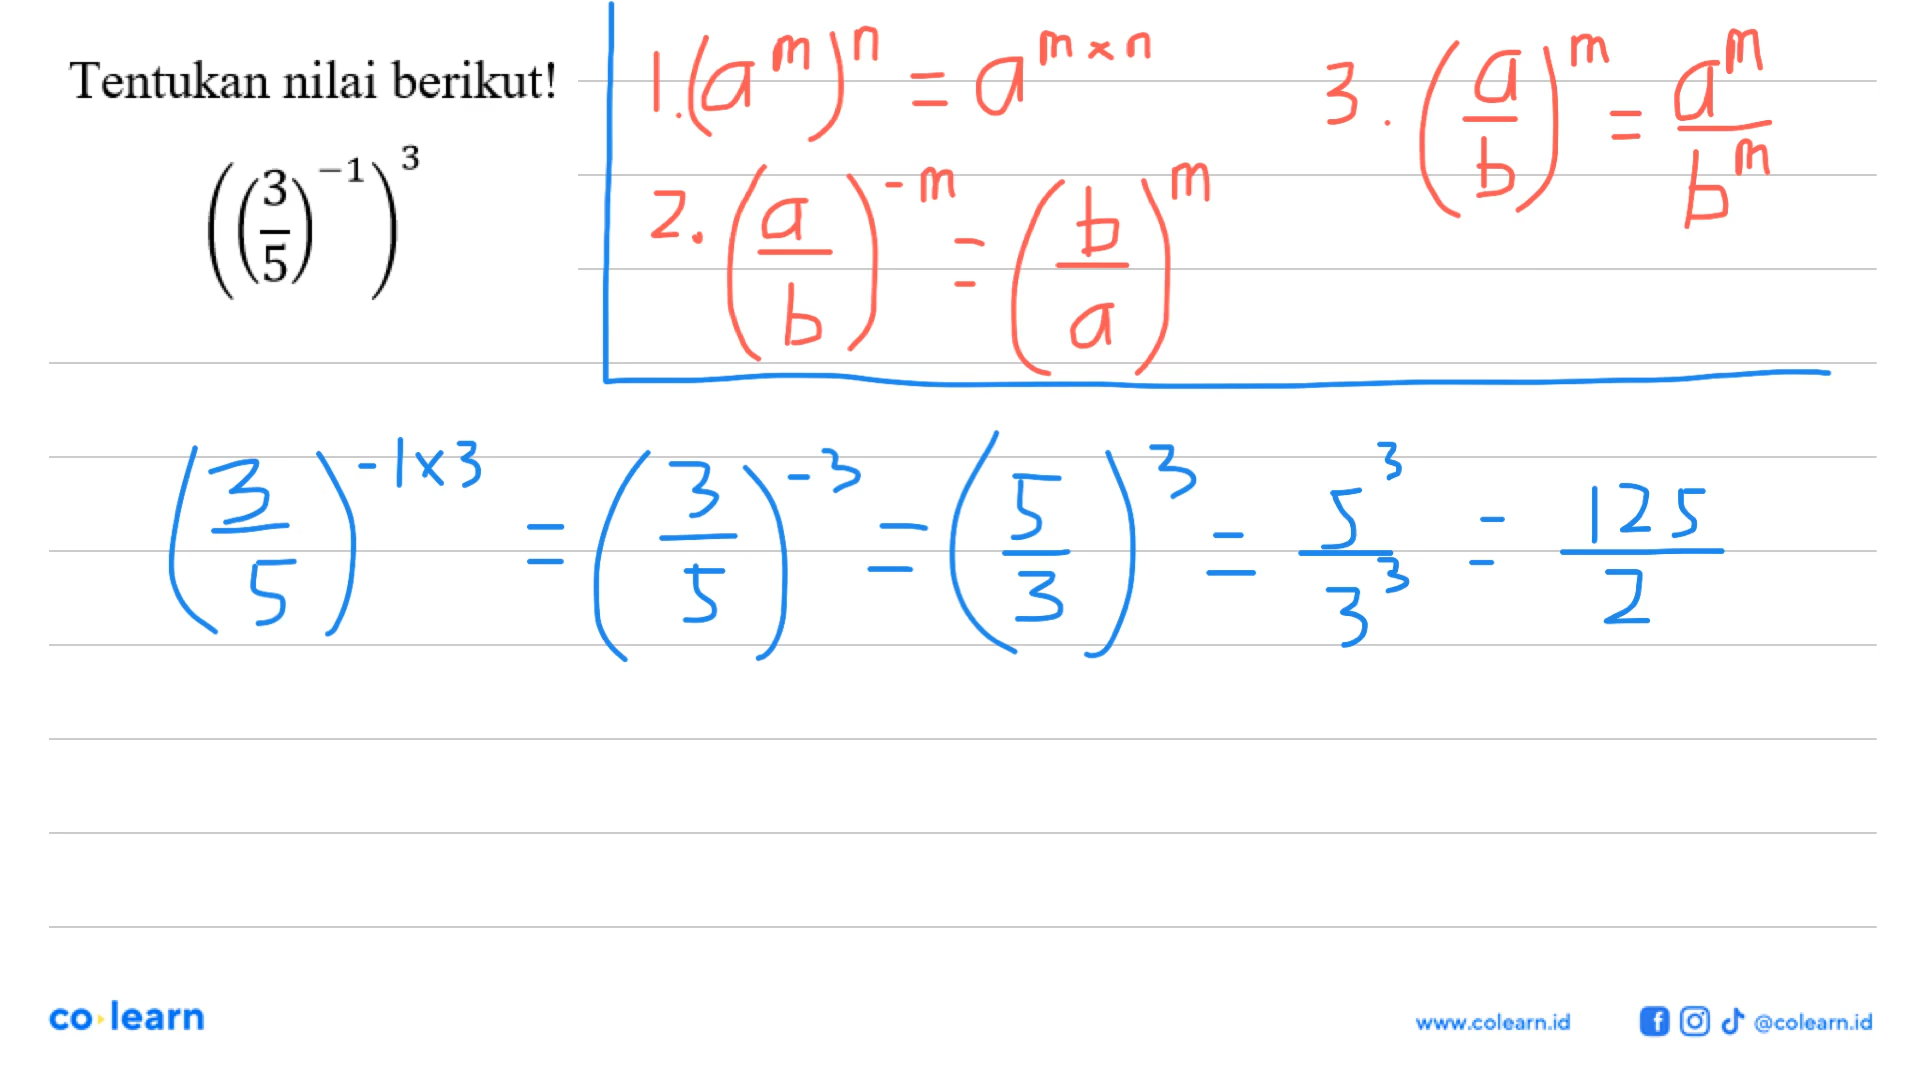 Tentukan nilai berikut!
((3/5)^-1)^3
1. (a^m)^n = a^(m×n)
2. (a/b)^-m = (b/a)^m
3. (a/b)^m = a^m/b^m
(3/5)^(-1×3) = (3/5)^-3 = (5/3)^3 = 5^3/3^3 = 125/2
co learn
www.colearn.id
@colearn.id